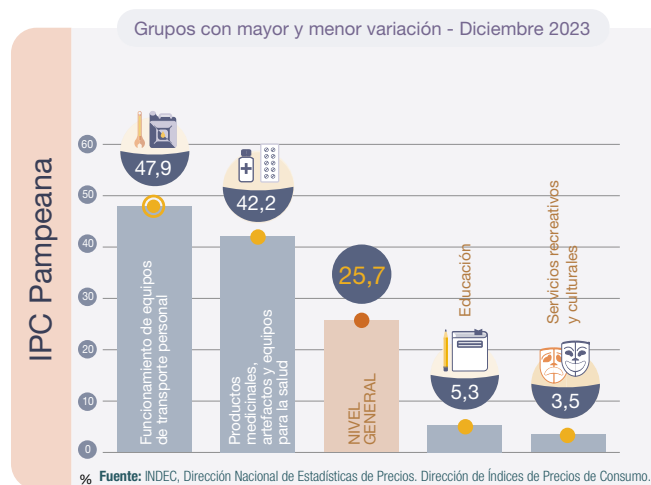 Grupos con mayor y menor variación - Diciembre 2023
IPC Pampeana
60
50
40
30
20
10
0
%
47,9
Funcionamiento de equipos
de transporte personal
42,2
Productos
medicinales,
artefactos y equipos
para la salud
25,7
NIVEL
GENERAL
Educación
5,3
Servicios recreativos
y culturales
3,5
Fuente: INDEC, Dirección Nacional de Estadísticas de Precios. Dirección de Índices de Precios de Consumo.